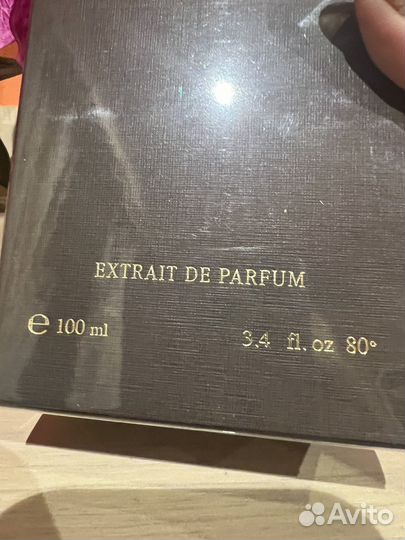 EXTRAIT DE PARFUM
℮ 100 ml 3.4 fl. oz 80°
Avito